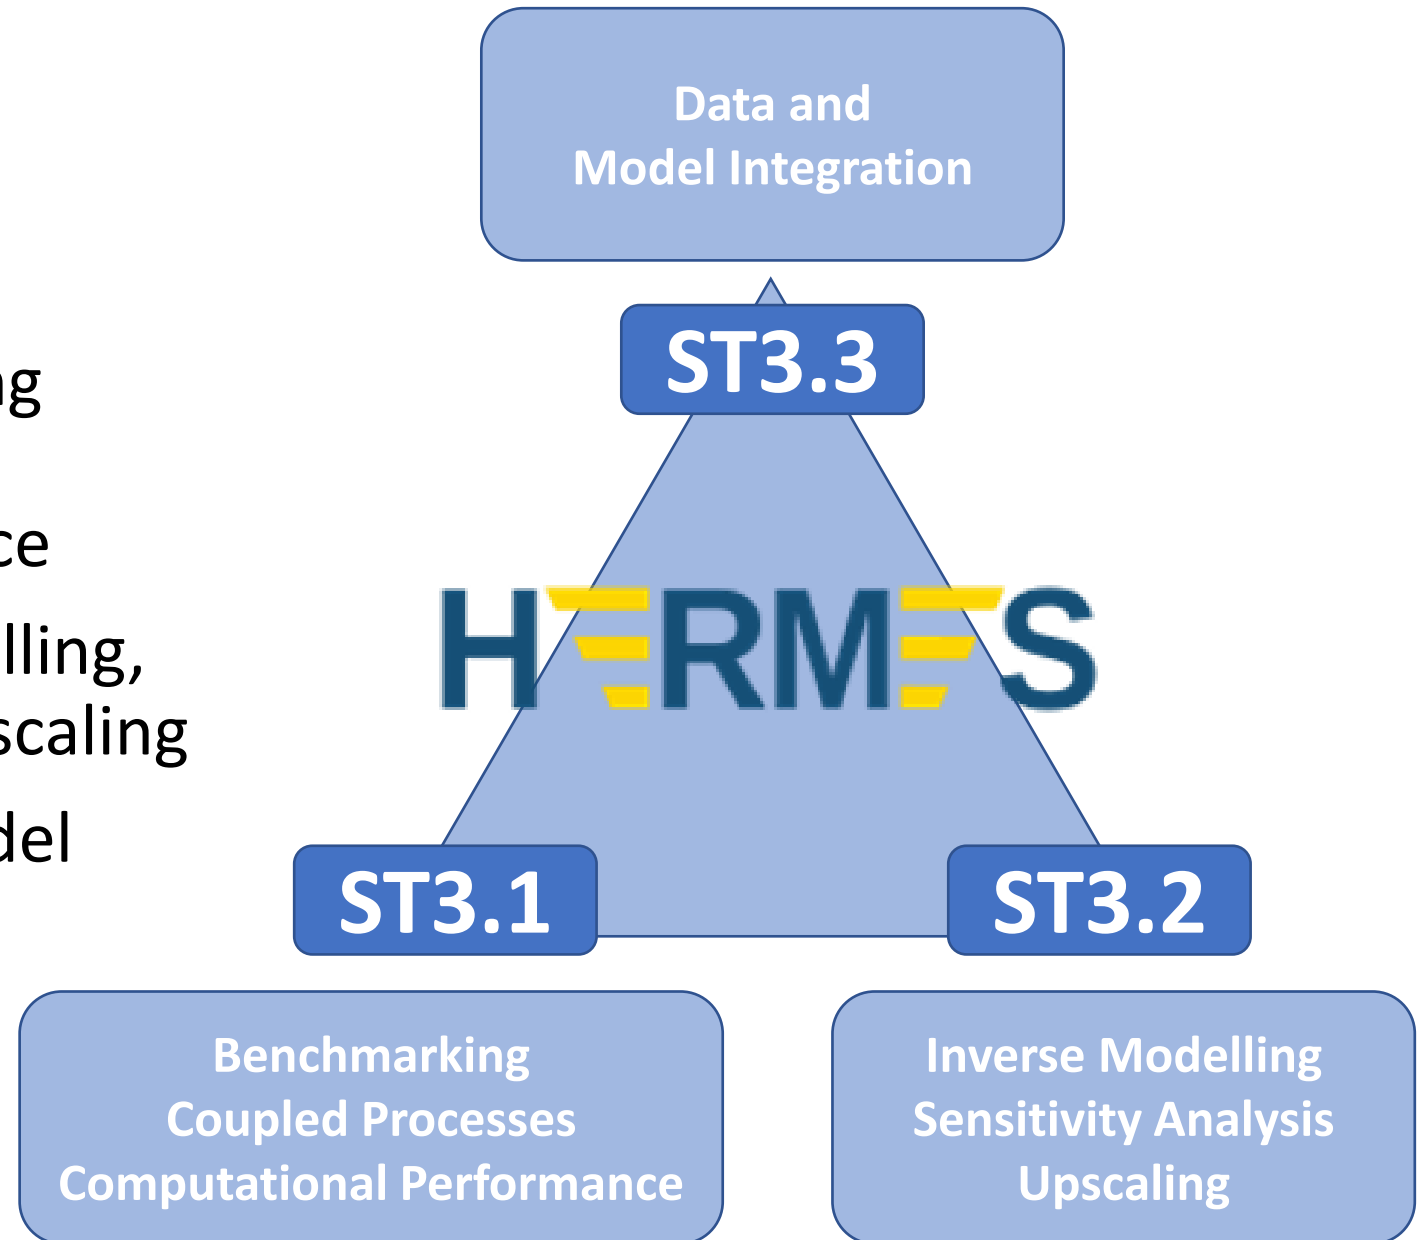 Data and
Model Integration
ST3.3
ng
ce
lling,
scaling
del
HERMES
ST3.1
ST3.2
Benchmarking
Coupled Processes
Computational Performance
Inverse Modelling
Sensitivity Analysis
Upscaling